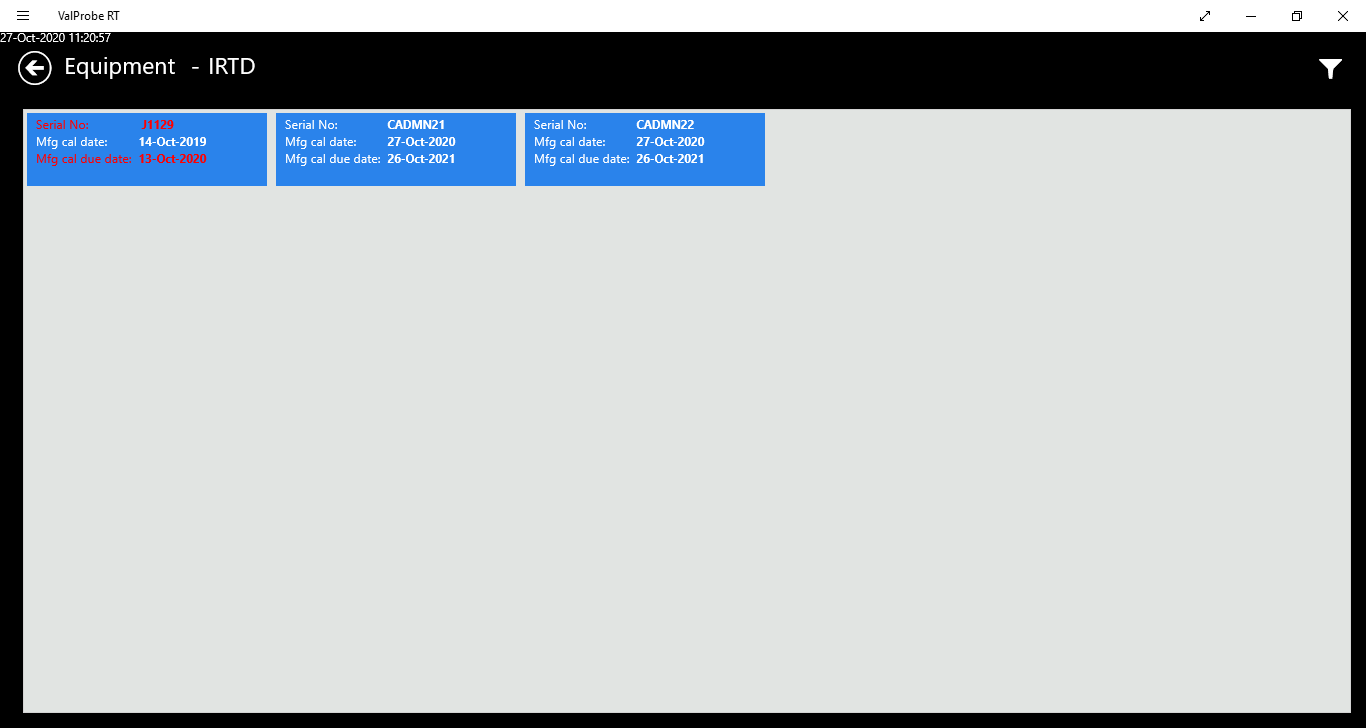 ValProbe RT
27-Oct-2020 11:20:57
Equipment - IRTD
Serial No: J1129
Mfg cal date: 14-Oct-2019
Mfg cal due date: 13-Oct-2020
Serial No: CADMN21
Mfg cal date: 27-Oct-2020
Mfg cal due date: 26-Oct-2021
Serial No: CADMN22
Mfg cal date: 27-Oct-2020
Mfg cal due date: 26-Oct-2021